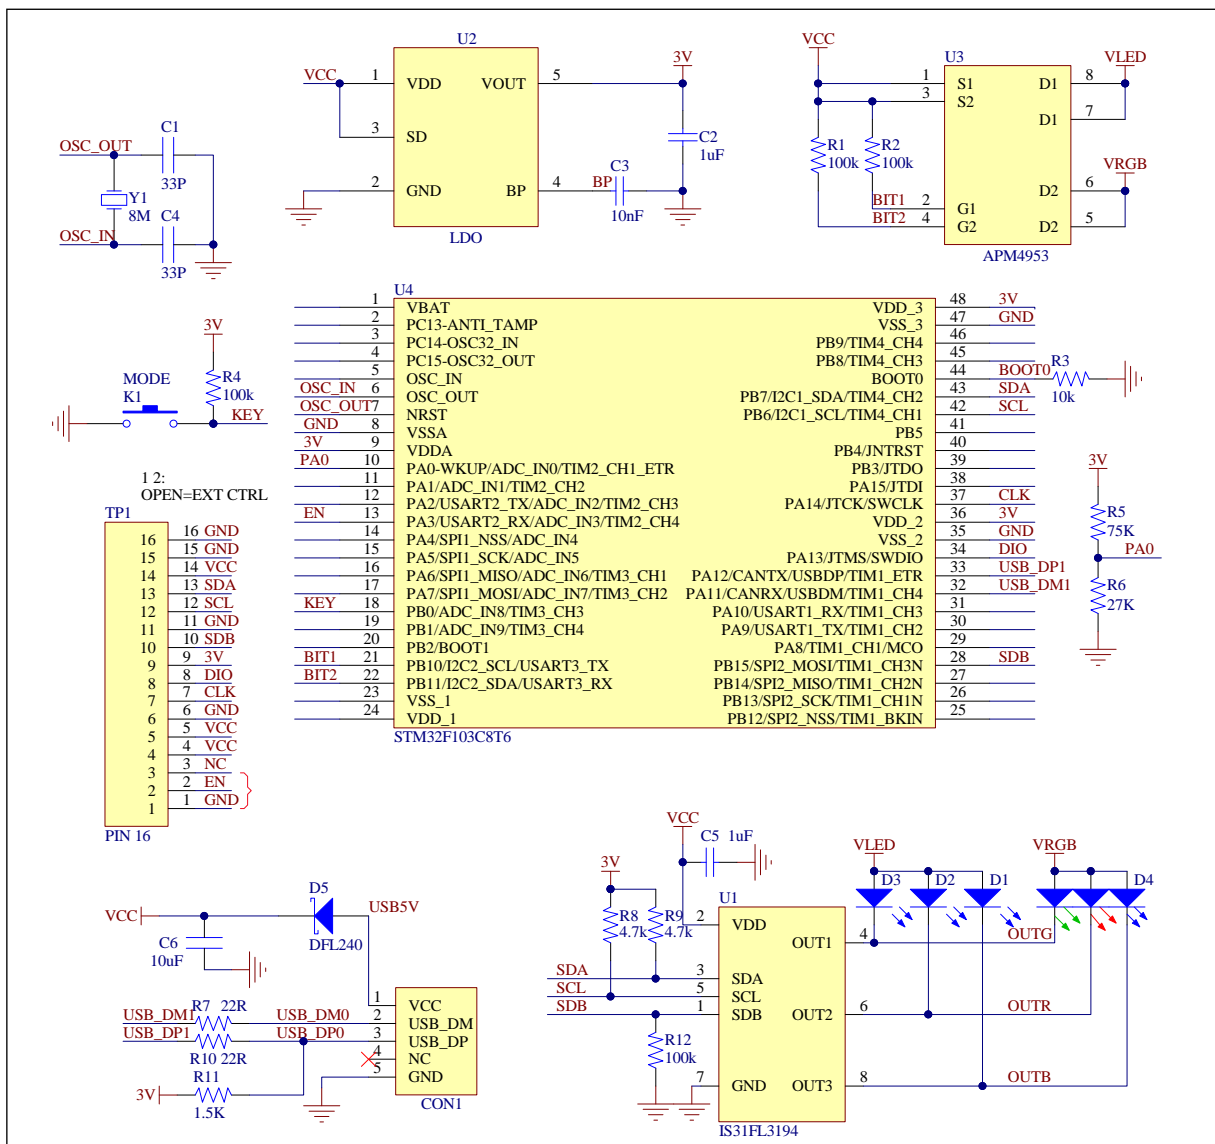 U2
VCC 1 VDD VOUT 5 3V
3 SD
2 GND BP 4 BP C3
10nF
C2
1uF
LDO
VCC U3 VLED
1 S1 D1 8
3 S2 D1 7
R1
100k
R2
100k
VRGB
D2 6
BIT1 2 G1
BIT2 4 G2 D2 5
APM4953
C1
OSC_OUT
33P
Y1
8M
C4
OSC_IN
33P
3V
R4
100k
MODE
K1
KEY
U4
1 VBAT VDD_3 48 3V
2 PC13-ANTI_TAMP VSS_3 47 GND
3 PC14-OSC32_IN PB9/TIM4_CH4 46
4 PC15-OSC32_OUT PB8/TIM4_CH3 45
5 OSC_IN BOOT0 44 BOOT0
OSC_IN 6 OSC_OUT PB7/I2C1_SDA/TIM4_CH2 43 SDA
OSC_OUT 7 NRST PB6/I2C1_SCL/TIM4_CH1 42 SCL
GND 8 VSSA PB5 41
3V 9 VDDA PB4/JNTRST 40
PA0 10 PA0-WKUP/ADC_IN0/TIM2_CH1_ETR PB3/JTDO 39
11 PA1/ADC_IN1/TIM2_CH2 PA15/JTDI 38
12 PA2/USART2_TX/ADC_IN2/TIM2_CH3 PA14/JTCK/SWCLK 37 CLK
EN 13 PA3/USART2_RX/ADC_IN3/TIM2_CH4 VDD_2 36 3V
14 PA4/SPI1_NSS/ADC_IN4 VSS_2 35 GND
15 PA5/SPI1_SCK/ADC_IN5 PA13/JTMS/SWDIO 34 DIO
16 PA6/SPI1_MISO/ADC_IN6/TIM3_CH1 PA12/CANTX/USBDP/TIM1_ETR 33 USB_DP1
17 PA7/SPI1_MOSI/ADC_IN7/TIM3_CH2 PA11/CANRX/USBDM/TIM1_CH4 32 USB_DM1
KEY 18 PB0/ADC_IN8/TIM3_CH3 PA10/USART1_RX/TIM1_CH3 31
19 PB1/ADC_IN9/TIM3_CH4 PA9/USART1_TX/TIM1_CH2 30
20 PB2/BOOT1 PA8/TIM1_CH1/MCO 29
BIT1 21 PB10/I2C2_SCL/USART3_TX PB15/SPI2_MOSI/TIM1_CH3N 28 SDB
BIT2 22 PB11/I2C2_SDA/USART3_RX PB14/SPI2_MISO/TIM1_CH2N 27
23 VSS_1 PB13/SPI2_SCK/TIM1_CH1N 26
24 VDD_1 PB12/SPI2_NSS/TIM1_BKIN 25
STM32F103C8T6
R3
10k
3V
R5
75K
PA0
R6
27K
1 2:
OPEN=EXT CTRL
TP1
16 16 GND
15 15 GND
14 14 VCC
13 13 SDA
12 12 SCL
11 11 GND
10 10 SDB
9 9 3V
8 8 DIO
7 7 CLK
6 6 GND
5 5 VCC
4 4 VCC
3 3 NC
2 2 EN
1 1 GND
PIN 16
D5
VCC USB5V
DFL240
C6
10uF
R7 22R
USB_DM1 USB_DM0
USB_DP1 USB_DP0
R10 22R
R11
3V
1.5K
1 VCC
2 USB_DM
3 USB_DP
4 NC
5 GND
CON1
VCC
C5 1uF
3V
R8
4.7k
R9
4.7k
U1
2 VDD
OUT1 4
SDA 3 SDA
SCL 5 SCL
SDB 1 SDB OUT2 6
R12
100k
7 GND OUT3 8
IS31FL3194
VLED VRGB
D3 D2 D1 D4
OUTG
OUTR
OUTB